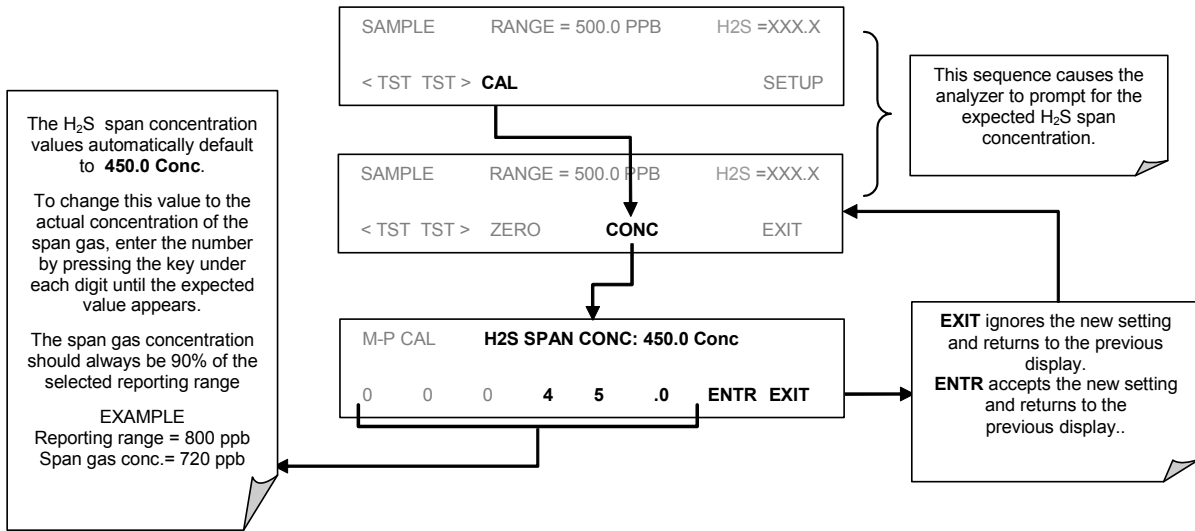 SAMPLE RANGE = 500.0 PPB H2S =XXX.X
< TST TST > CAL SETUP
This sequence causes the
analyzer to prompt for the
expected H₂S span
concentration.
The H₂S span concentration
values automatically default
to 450.0 Conc.
To change this value to the
actual concentration of the
span gas, enter the number
by pressing the key under
each digit until the expected
value appears.
The span gas concentration
should always be 90% of the
selected reporting range
EXAMPLE
Reporting range = 800 ppb
Span gas conc.= 720 ppb
SAMPLE RANGE = 500.0 PPB H2S =XXX.X
< TST TST > ZERO CONC EXIT
M-P CAL H2S SPAN CONC: 450.0 Conc
0 0 0 4 5 .0 ENTR EXIT
EXIT ignores the new setting
and returns to the previous
display.
ENTR accepts the new setting
and returns to the
previous display..